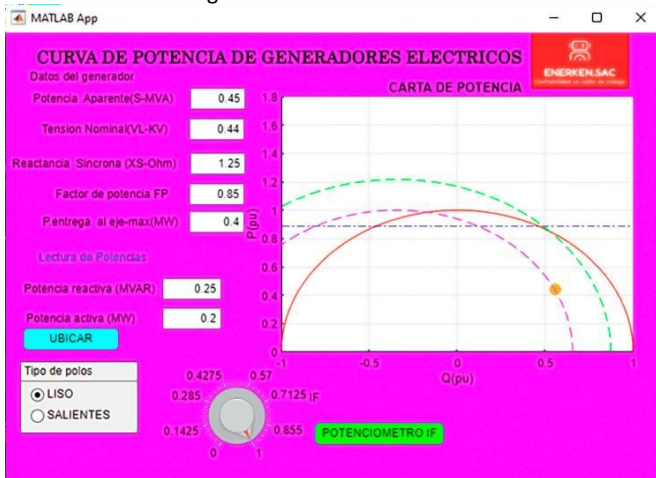 MATLAB App
CURVA DE POTENCIA DE GENERADORES ELECTRICOS
ENERKEN.SAC
Datos del generador
CARTA DE POTENCIA
Potencia Aparente(S-MVA) 0.45
Tension Nominal(VL-KV) 0.44
Reactancia Sincrona (XS-Ohm) 1.25
Factor de potencia FP 0.85
P.entrega al eje-max(MW) 0.4
Lectura de Potencias
Potencia reactiva (MVAR) 0.25
Potencia activa (MW) 0.2
UBICAR
1.8
1.6
1.4
1.2
1
0.8
0.6
0.4
0.2
0
P(pu)
-1 -0.5 0 0.5 1
Q(pu)
Tipo de polos
LISO
SALIENTES
0 0.1425 0.285 0.4275 0.57 0.7125 0.855 1
IF
POTENCIOMETRO IF